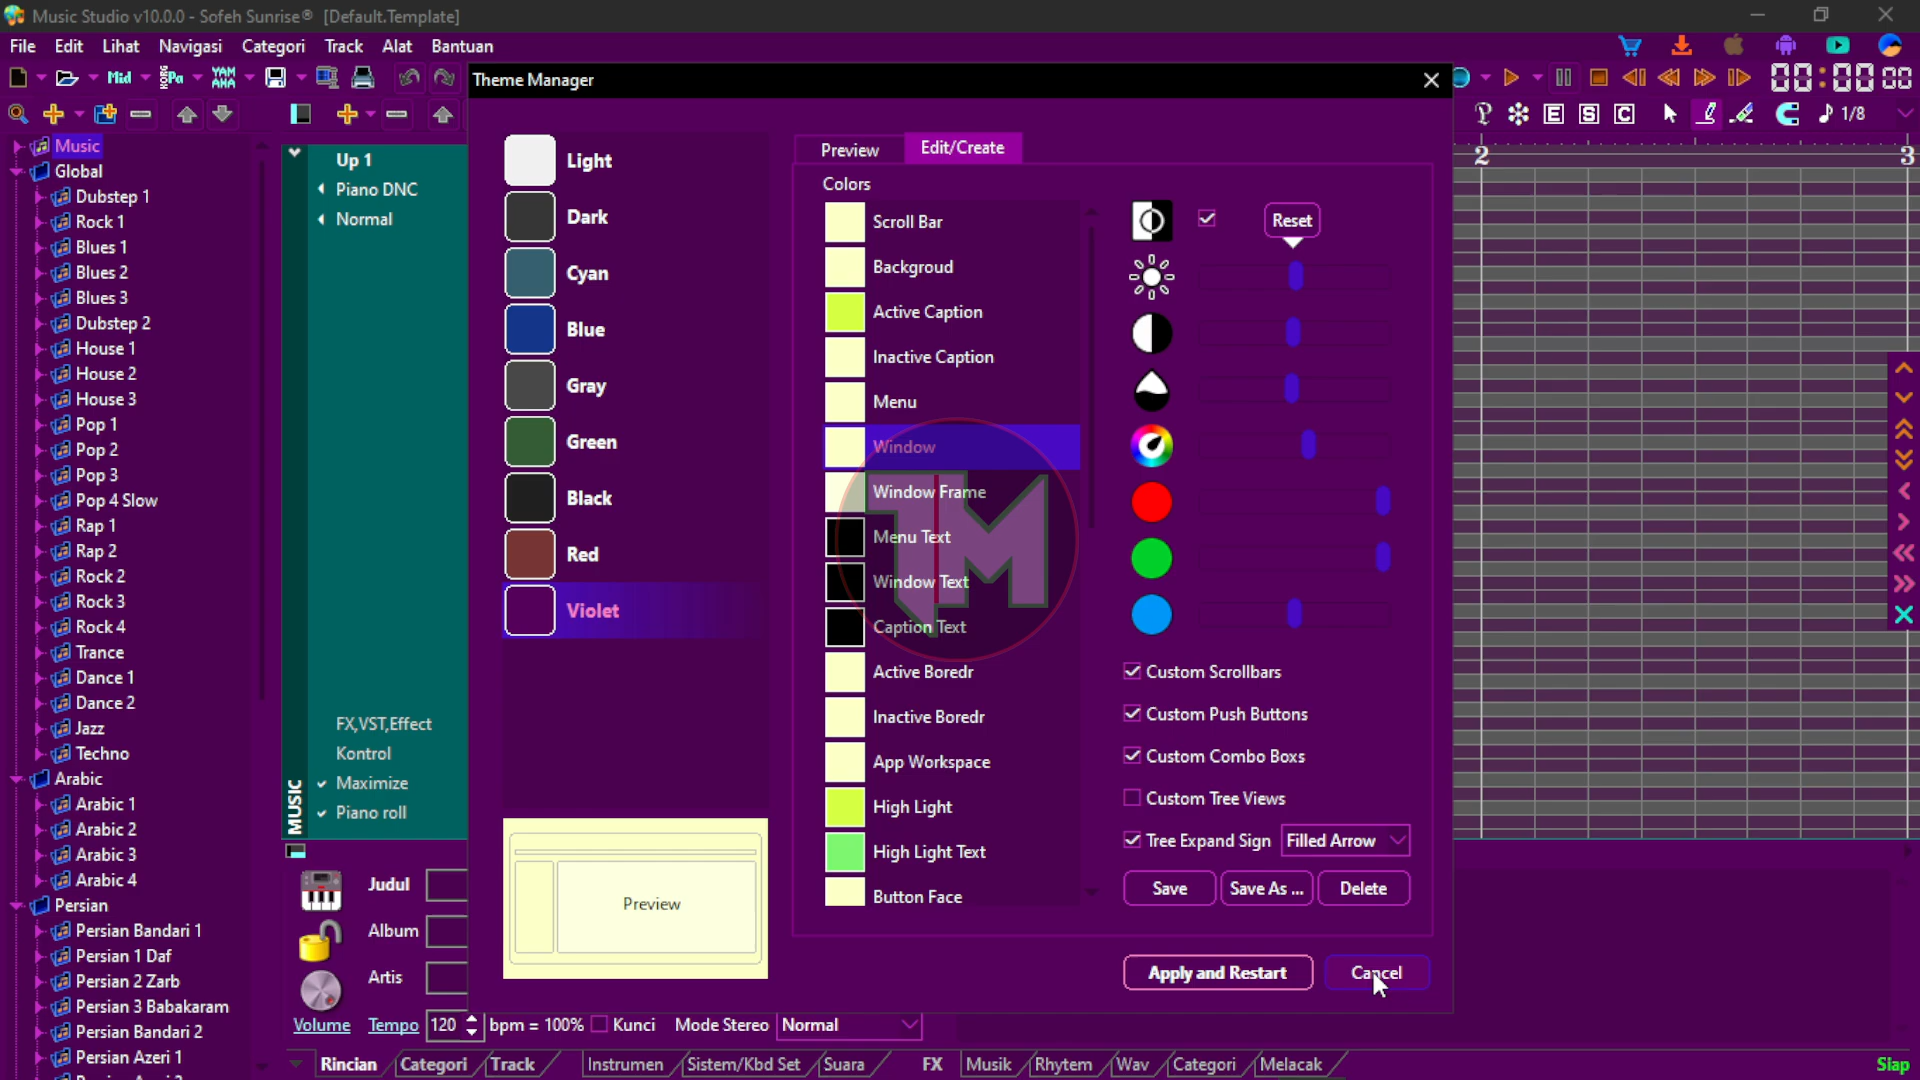 Music Studio v10.0.0 - Sofeh Sunrise® [Default.Template]
File Edit Lihat Navigasi Categori Track Alat Bantuan
Mid KORG Pa YAMAHA
00:00 00
E S C 1/8
Theme Manager
Music
Global
Dubstep 1
Rock 1
Blues 1
Blues 2
Blues 3
Dubstep 2
House 1
House 2
House 3
Pop 1
Pop 2
Pop 3
Pop 4 Slow
Rap 1
Rap 2
Rock 2
Rock 3
Rock 4
Trance
Dance 1
Dance 2
Jazz
Techno
Arabic
Arabic 1
Arabic 2
Arabic 3
Arabic 4
Persian
Persian Bandari 1
Persian 1 Daf
Persian 2 Zarb
Persian 3 Babakaram
Persian Bandari 2
Persian Azeri 1
Up 1
Piano DNC
Normal
FX,VST,Effect
Kontrol
Maximize
Piano roll
MUSIC
Light
Dark
Cyan
Blue
Gray
Green
Black
Red
Violet
Preview
Preview Edit/Create
Colors
Scroll Bar
Backgroud
Active Caption
Inactive Caption
Menu
Window
Window Frame
Menu Text
Window Text
Caption Text
Active Boredr
Inactive Boredr
App Workspace
High Light
High Light Text
Button Face
TM
Reset
Custom Scrollbars
Custom Push Buttons
Custom Combo Boxs
Custom Tree Views
Tree Expand Sign Filled Arrow
Save Save As ... Delete
Apply and Restart Cancel
2 3
Judul
Album
Artis
Volume Tempo 120 bpm = 100% Kunci Mode Stereo Normal
Rincian Categori Track Instrumen Sistem/Kbd Set Suara FX Musik Rhytem Wav Categori Melacak
Siap